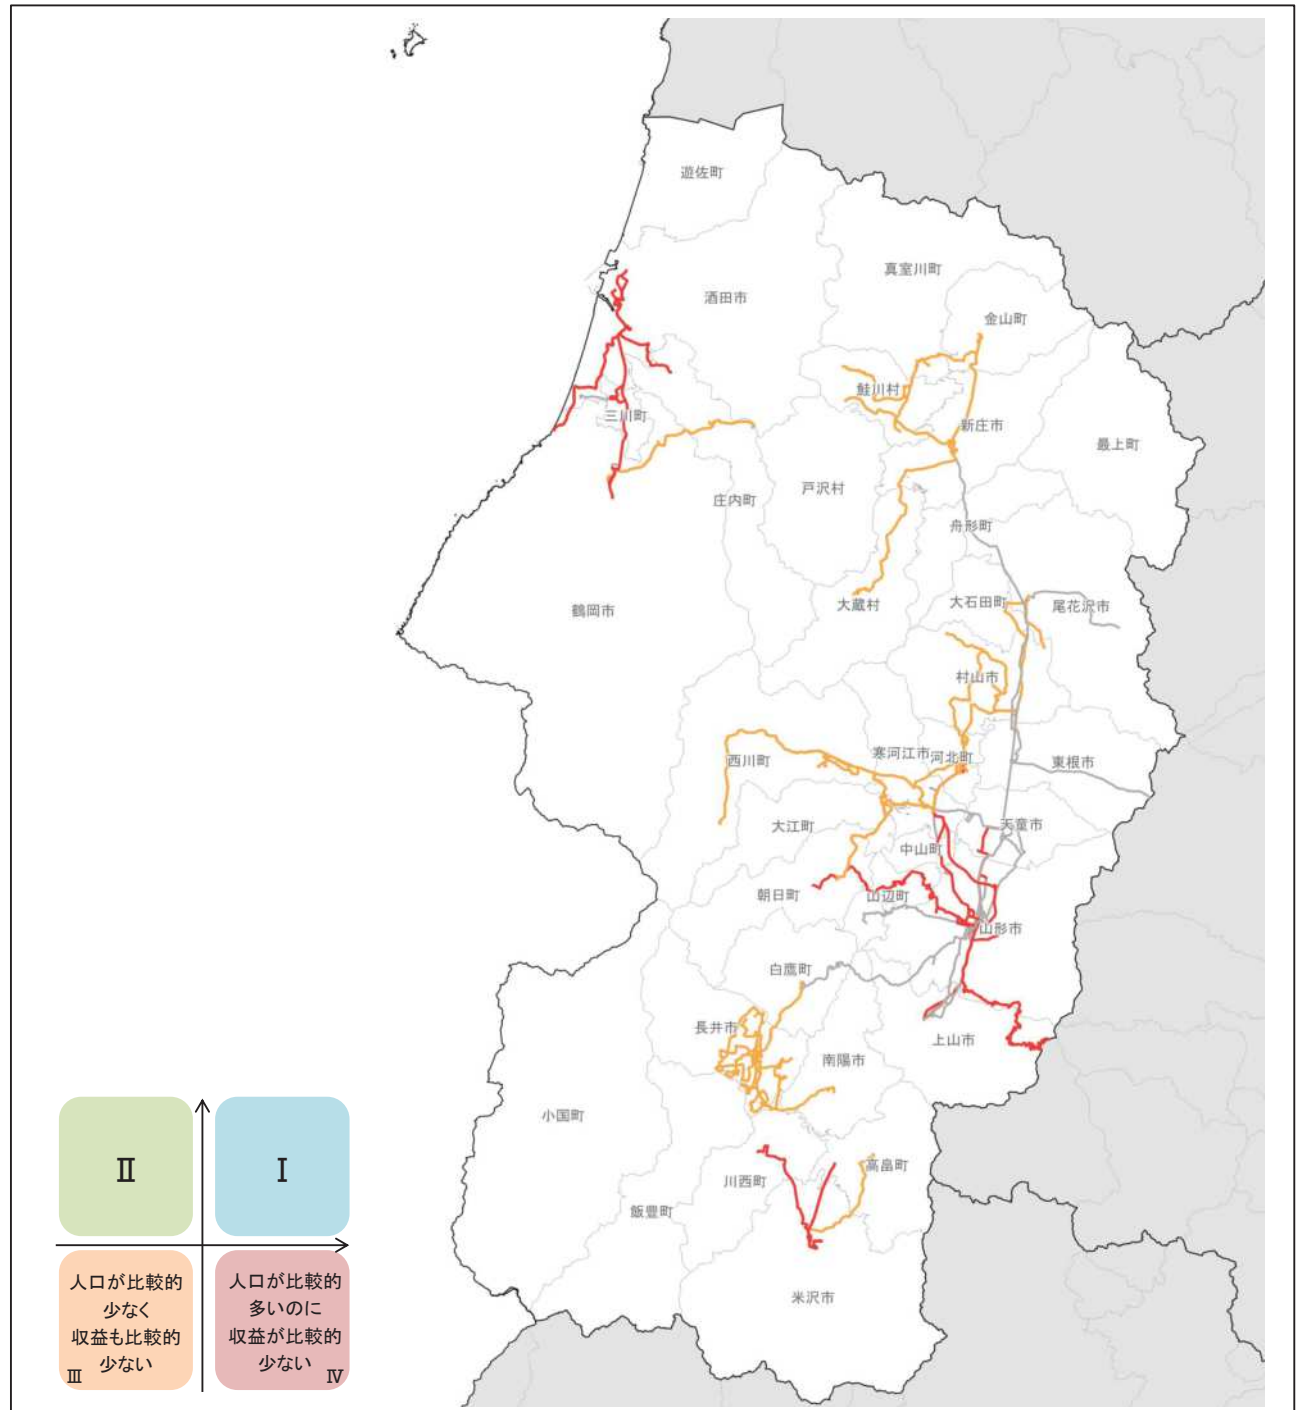 遊佐町
真室川町
酒田市
金山町
鮭川村
三川町
新庄市
最上町
戸沢村
庄内町
舟形町
大蔵村
大石田町
尾花沢市
鶴岡市
村山市
寒河江市
河北町
西川町
東根市
大江町
天童市
中山町
朝日町
山辺町
山形市
白鷹町
長井市
上山市
南陽市
小国町
高畠町
川西町
飯豊町
米沢市
Ⅱ
Ⅰ
人口が比較的
少なく
収益も比較的
少ない
Ⅲ
人口が比較的
多いのに
収益が比較的
少ない
Ⅳ